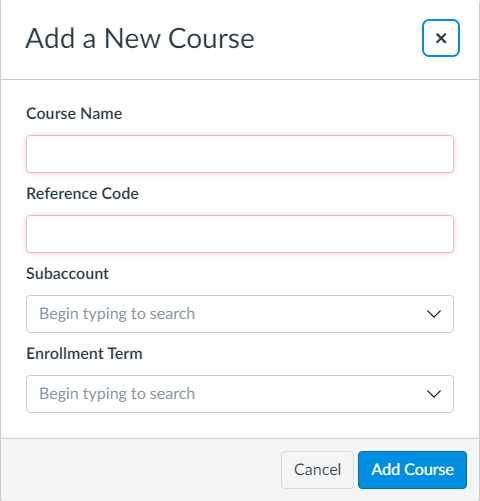 Add a New Course
Course Name
Reference Code
Subaccount
Begin typing to search
Enrollment Term
Begin typing to search
Cancel Add Course